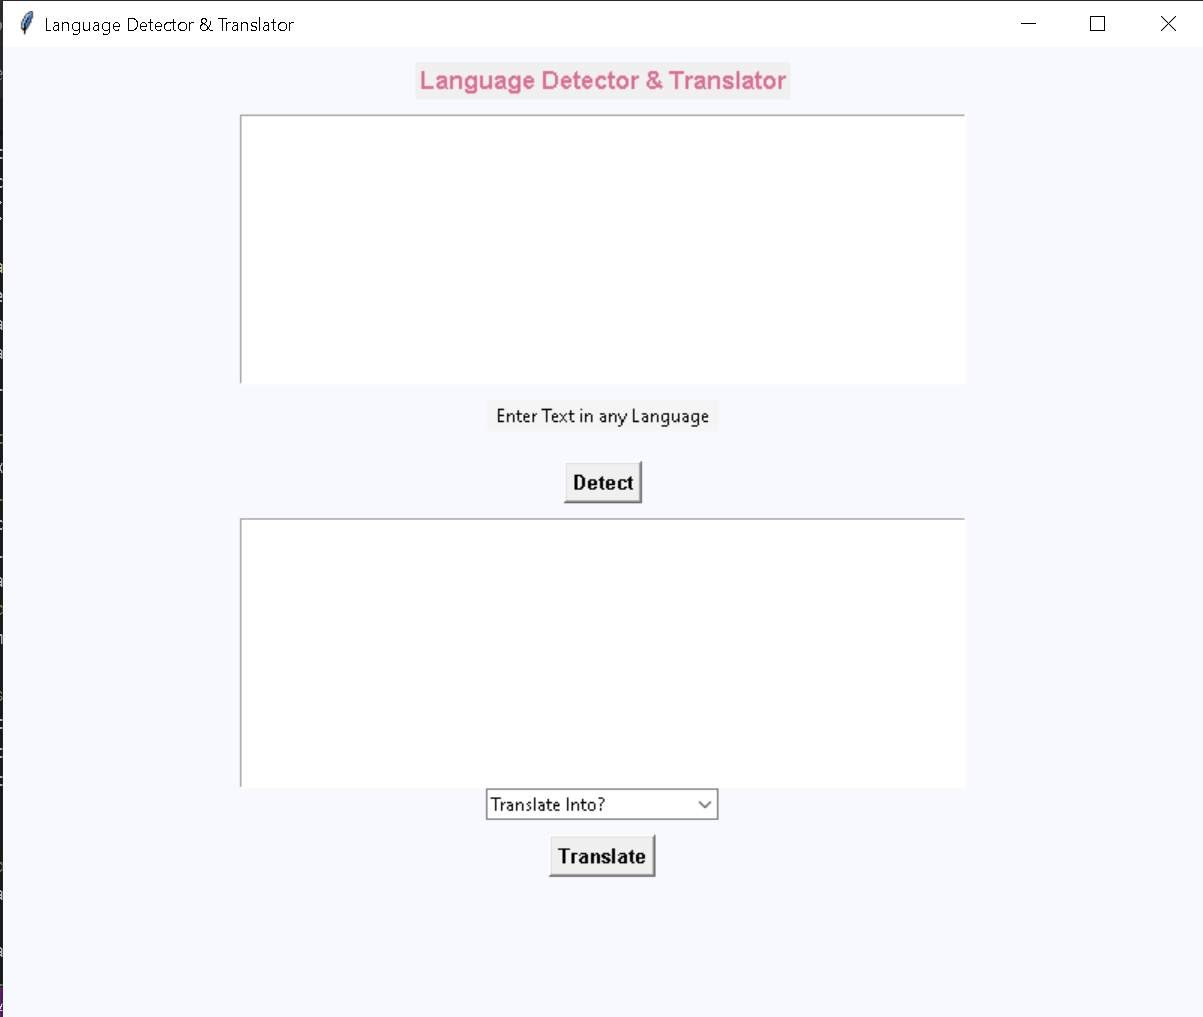 Language Detector & Translator
Language Detector & Translator
Enter Text in any Language
Detect
Translate Into?
Translate